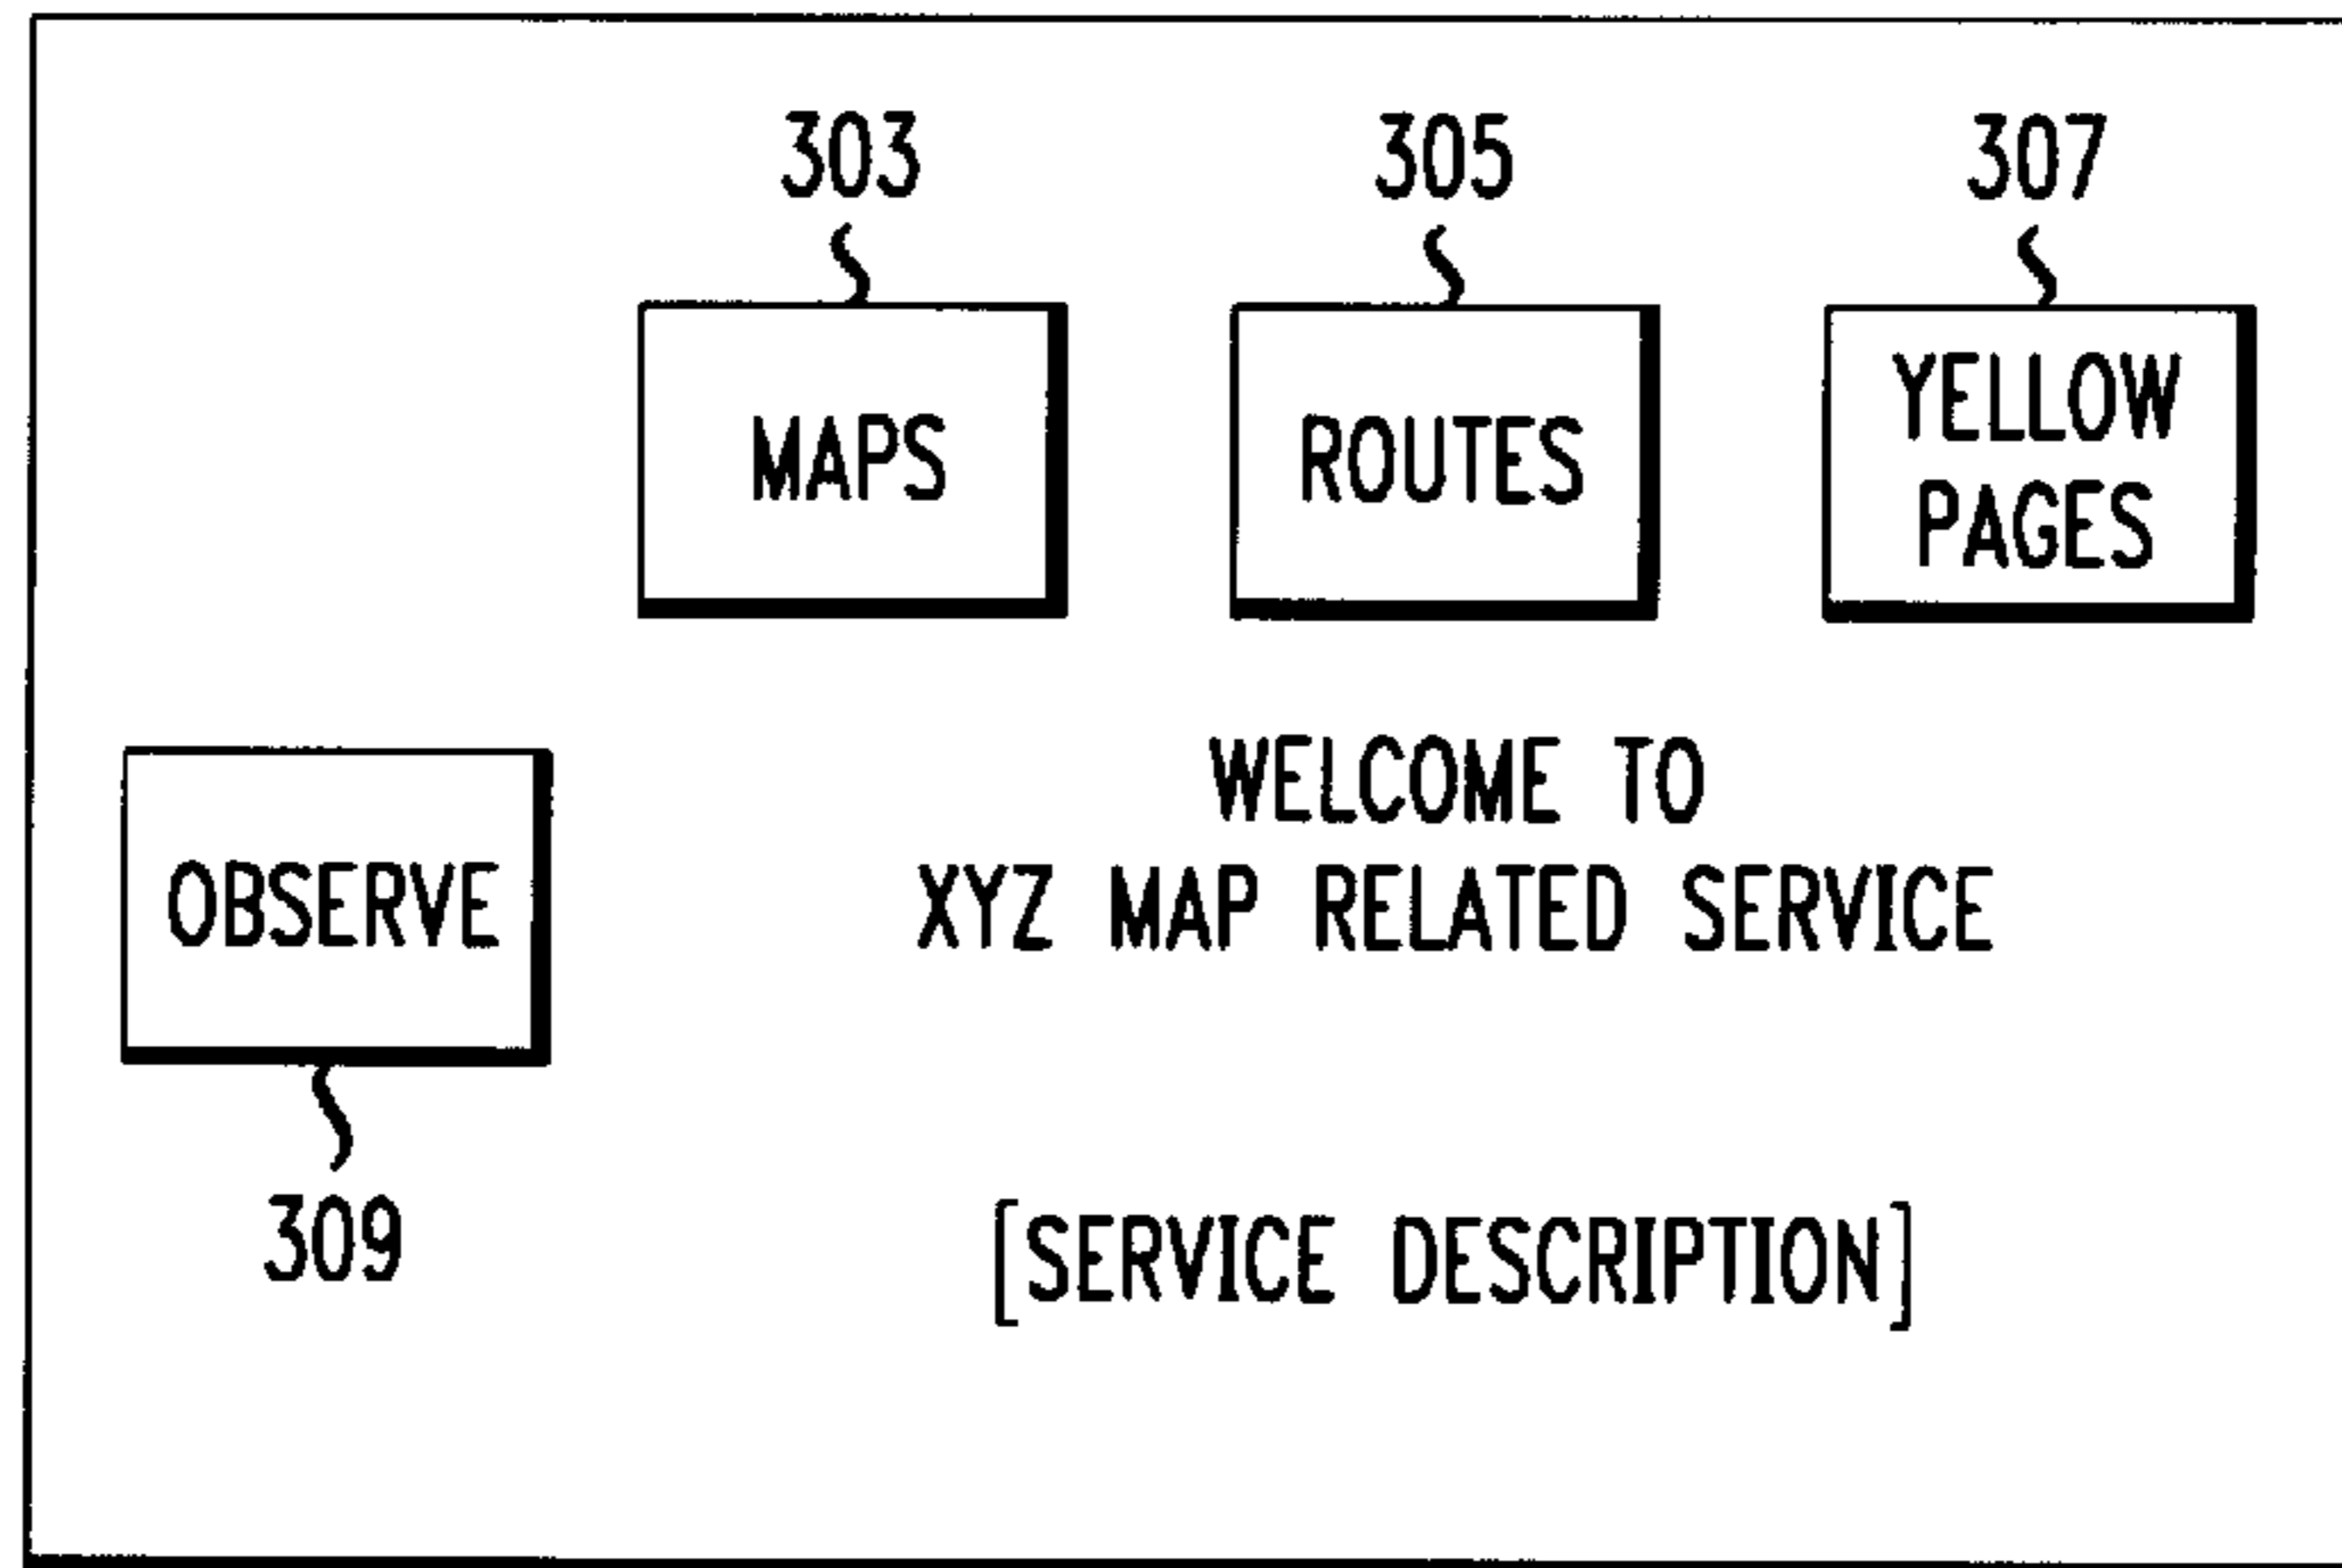 303 305 307
MAPS
ROUTES
YELLOW
PAGES
OBSERVE
309
WELCOME TO
XYZ MAP RELATED SERVICE
[SERVICE DESCRIPTION]